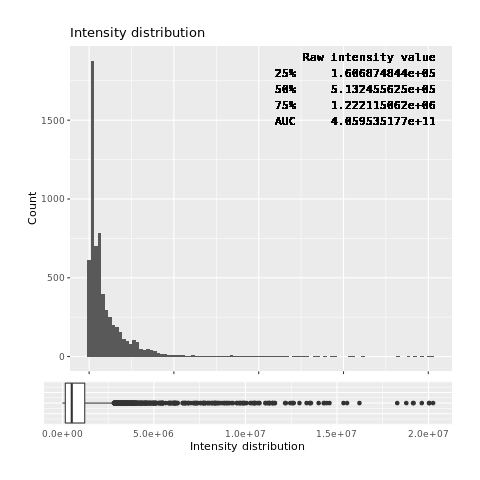 Intensity distribution
Raw intensity value
25% 1.606874844e+05
50% 5.132455625e+05
75% 1.222115062e+06
AUC 4.059535177e+11
Count
1500
1000
500
0
0.0e+00 5.0e+06 1.0e+07 1.5e+07 2.0e+07
Intensity distribution